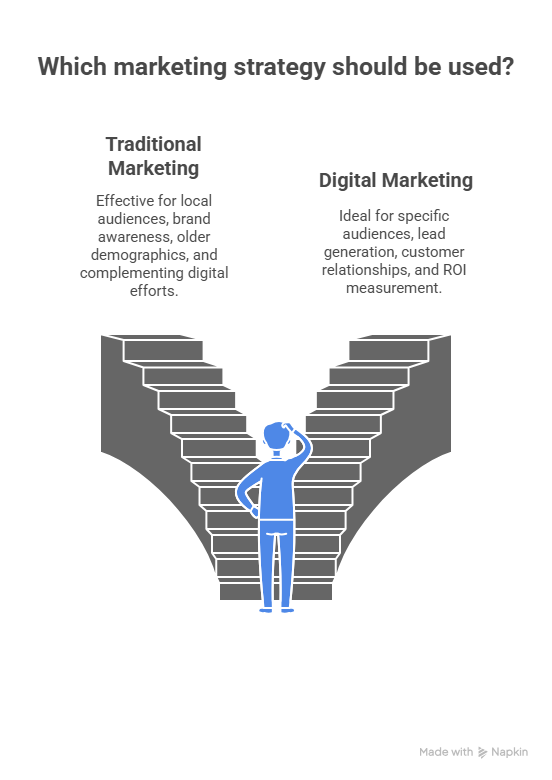 Which marketing strategy should be used?
Traditional
Marketing
Effective for local
audiences, brand
awareness, older
demographics, and
complementing digital
efforts.
Digital Marketing
Ideal for specific
audiences, lead
generation, customer
relationships, and ROI
measurement.
Made with Napkin